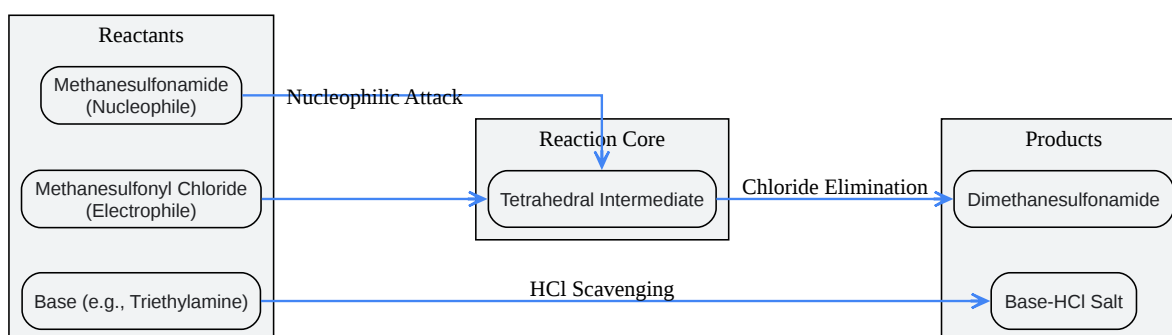 Reactants
Methanesulfonamide
(Nucleophile)
Nucleophilic Attack
Reaction Core
Products
Methanesulfonyl Chloride
(Electrophile)
Tetrahedral Intermediate
Chloride Elimination
Dimethanesulfonamide
Base (e.g., Triethylamine)
HCl Scavenging
Base-HCl Salt